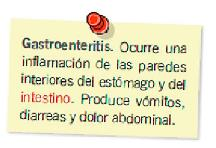 Gastroenteritis. Ocurre una
inflamación de las paredes
interiores del estómago y del
intestino. Produce vómitos,
diarreas y dolor abdominal.